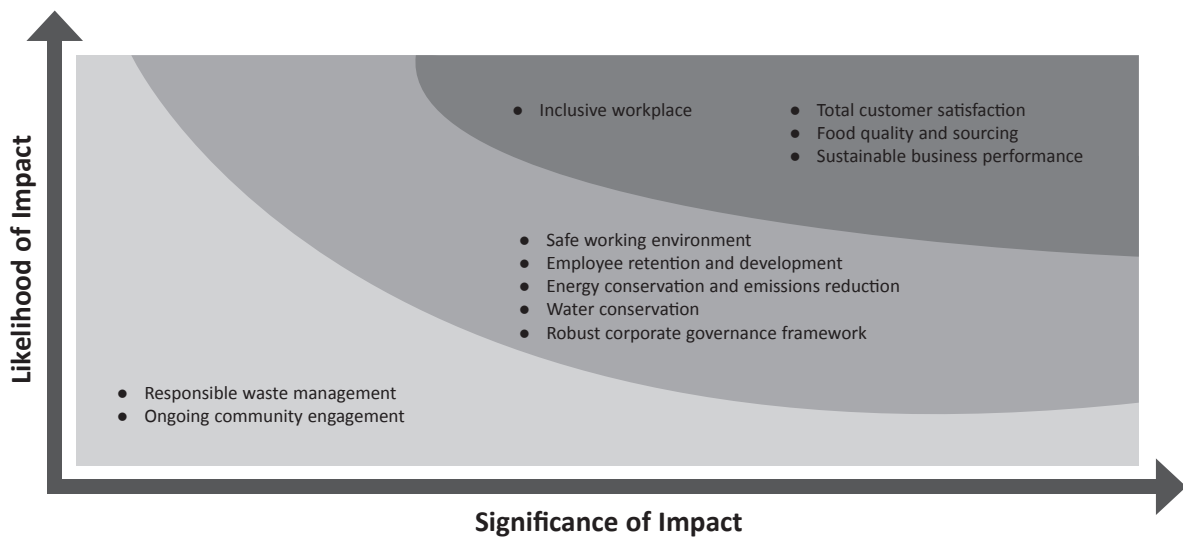 Likelihood of Impact
● Inclusive workplace
● Total customer satisfaction
● Food quality and sourcing
● Sustainable business performance
● Safe working environment
● Employee retention and development
● Energy conservation and emissions reduction
● Water conservation
● Robust corporate governance framework
● Responsible waste management
● Ongoing community engagement
Significance of Impact